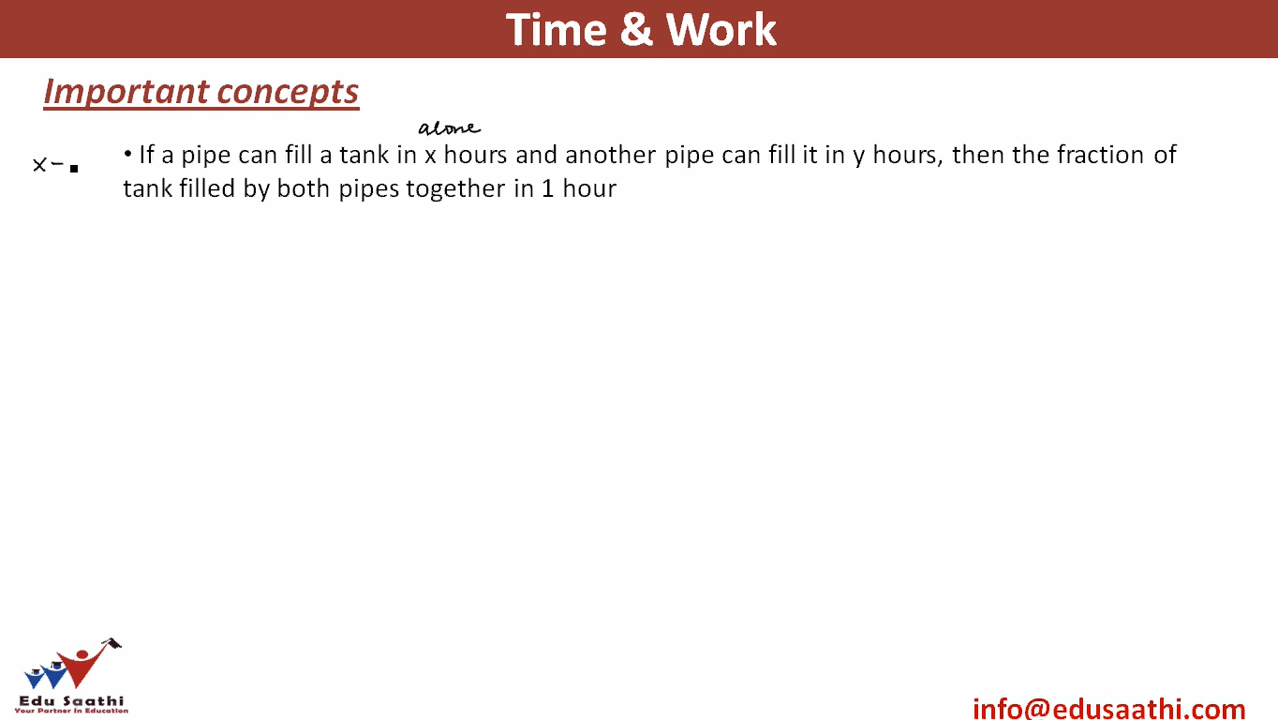 Time & Work
Important concepts
alone
x -
• If a pipe can fill a tank in x hours and another pipe can fill it in y hours, then the fraction of
tank filled by both pipes together in 1 hour
Edu Saathi
Your Partner In Education
info@edusaathi.com